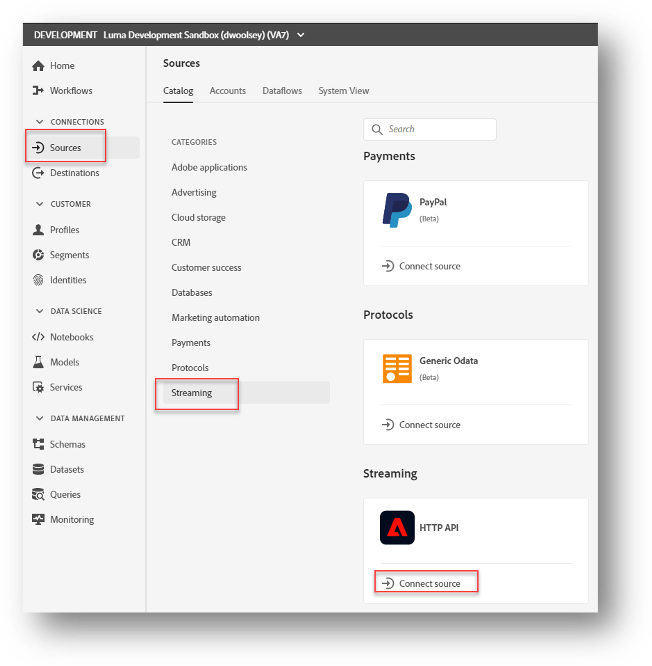 DEVELOPMENT Luma Development Sandbox (dwoolsey) (VA7)
Home
Workflows
CONNECTIONS
Sources
Destinations
CUSTOMER
Profiles
Segments
Identities
DATA SCIENCE
Notebooks
Models
Services
DATA MANAGEMENT
Schemas
Datasets
Queries
Monitoring
Sources
Catalog Accounts Dataflows System View
CATEGORIES
Adobe applications
Advertising
Cloud storage
CRM
Customer success
Databases
Marketing automation
Payments
Protocols
Streaming
Search
Payments
PayPal
(Beta)
Connect source
Protocols
Generic Odata
(Beta)
Connect source
Streaming
HTTP API
Connect source